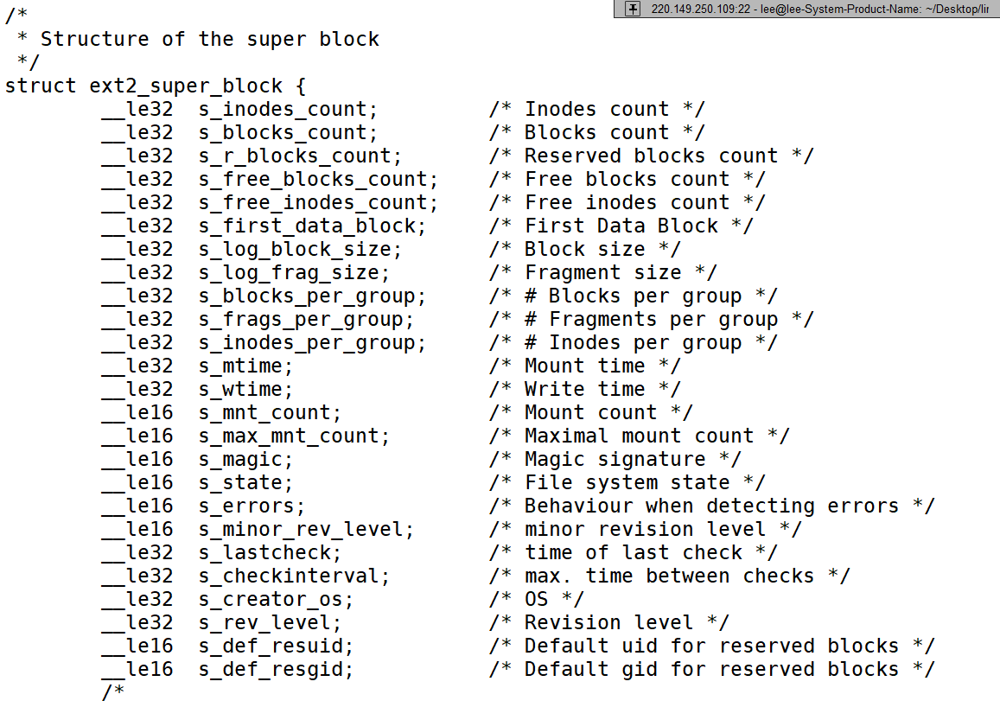 220.149.250.109:22 - lee@lee-System-Product-Name: ~/Desktop/lir
/*
 * Structure of the super block
 */
struct ext2_super_block {
        __le32  s_inodes_count;         /* Inodes count */
        __le32  s_blocks_count;         /* Blocks count */
        __le32  s_r_blocks_count;       /* Reserved blocks count */
        __le32  s_free_blocks_count;    /* Free blocks count */
        __le32  s_free_inodes_count;    /* Free inodes count */
        __le32  s_first_data_block;     /* First Data Block */
        __le32  s_log_block_size;       /* Block size */
        __le32  s_log_frag_size;        /* Fragment size */
        __le32  s_blocks_per_group;     /* # Blocks per group */
        __le32  s_frags_per_group;      /* # Fragments per group */
        __le32  s_inodes_per_group;     /* # Inodes per group */
        __le32  s_mtime;                /* Mount time */
        __le32  s_wtime;                /* Write time */
        __le16  s_mnt_count;            /* Mount count */
        __le16  s_max_mnt_count;        /* Maximal mount count */
        __le16  s_magic;                /* Magic signature */
        __le16  s_state;                /* File system state */
        __le16  s_errors;               /* Behaviour when detecting errors */
        __le16  s_minor_rev_level;      /* minor revision level */
        __le32  s_lastcheck;            /* time of last check */
        __le32  s_checkinterval;        /* max. time between checks */
        __le32  s_creator_os;           /* OS */
        __le32  s_rev_level;            /* Revision level */
        __le16  s_def_resuid;           /* Default uid for reserved blocks */
        __le16  s_def_resgid;           /* Default gid for reserved blocks */
        /*